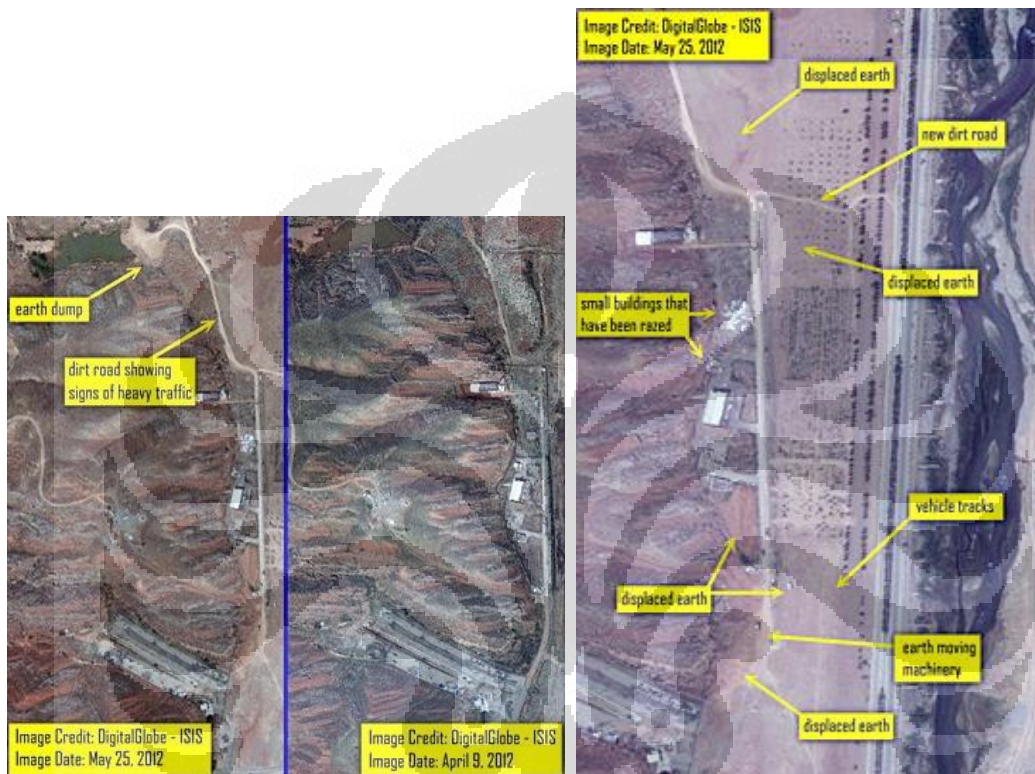 earth dump
dirt road showing
signs of heavy traffic
Image Credit: DigitalGlobe - ISIS
Image Date: May 25, 2012
Image Credit: DigitalGlobe - ISIS
Image Date: April 9, 2012
Image Credit: DigitalGlobe - ISIS
Image Date: May 25, 2012
displaced earth
new dirt road
displaced earth
small buildings that
have been razed
vehicle tracks
displaced earth
earth moving
machinery
displaced earth